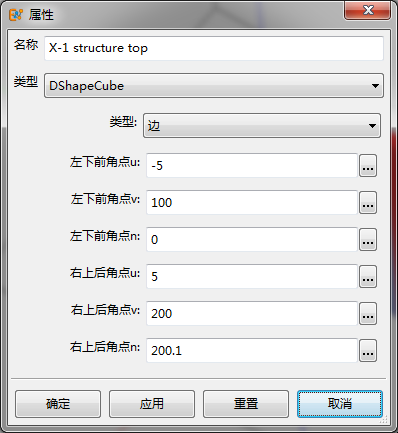 属性
名称 X-1 structure top
类型 DShapeCube
类型: 边
左下前角点u: -5 ...
左下前角点v: 100 ...
左下前角点n: 0 ...
右上后角点u: 5 ...
右上后角点v: 200 ...
右上后角点n: 200.1 ...
确定 应用 重置 取消